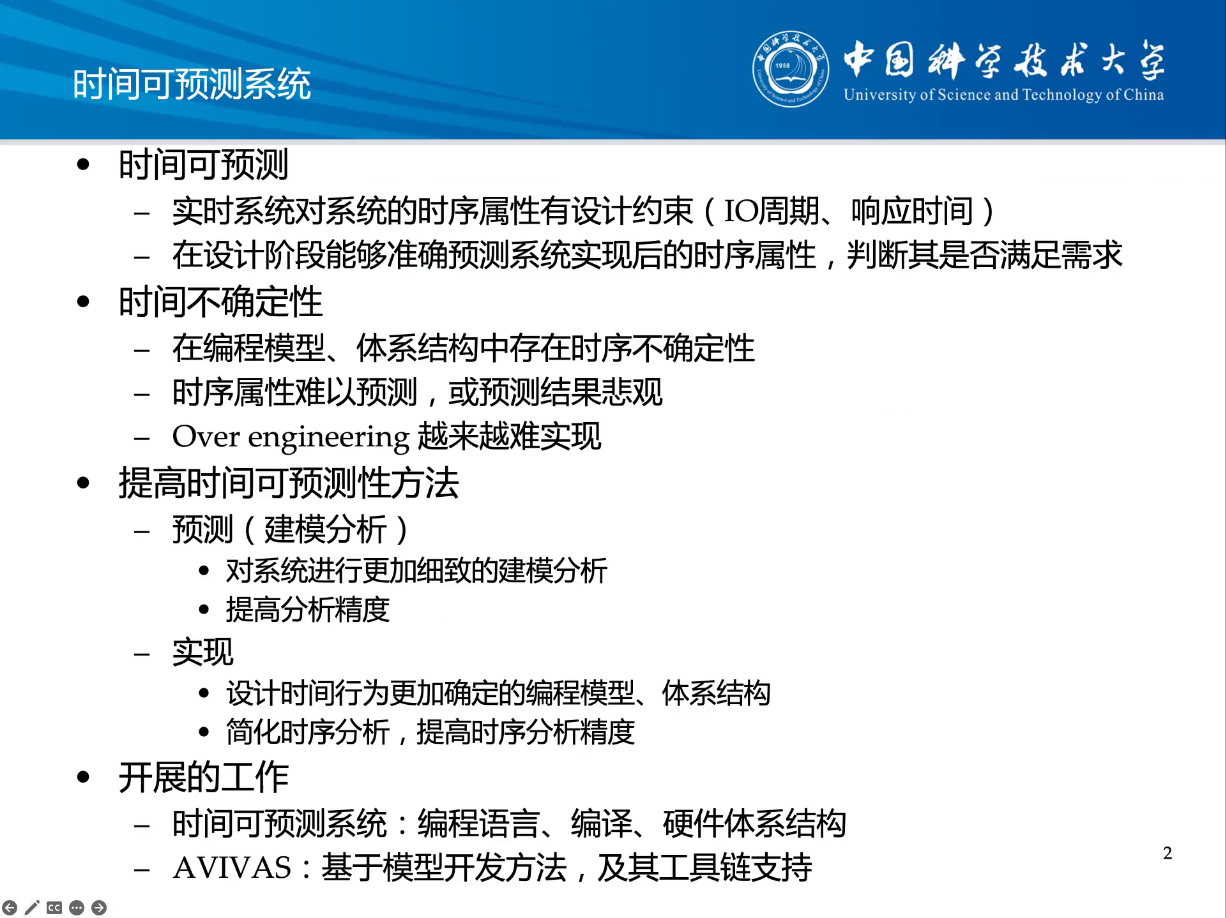 时间可预测系统
1958
中国科学技术大学
University of Science and Technology of China
• 时间可预测
– 实时系统对系统的时序属性有设计约束（IO周期、响应时间）
– 在设计阶段能够准确预测系统实现后的时序属性，判断其是否满足需求
• 时间不确定性
– 在编程模型、体系结构中存在时序不确定性
– 时序属性难以预测，或预测结果悲观
– Over engineering 越来越难实现
• 提高时间可预测性方法
– 预测（建模分析）
• 对系统进行更加细致的建模分析
• 提高分析精度
– 实现
• 设计时间行为更加确定的编程模型、体系结构
• 简化时序分析，提高时序分析精度
• 开展的工作
– 时间可预测系统：编程语言、编译、硬件体系结构
– AVIVAS：基于模型开发方法，及其工具链支持
2
CC